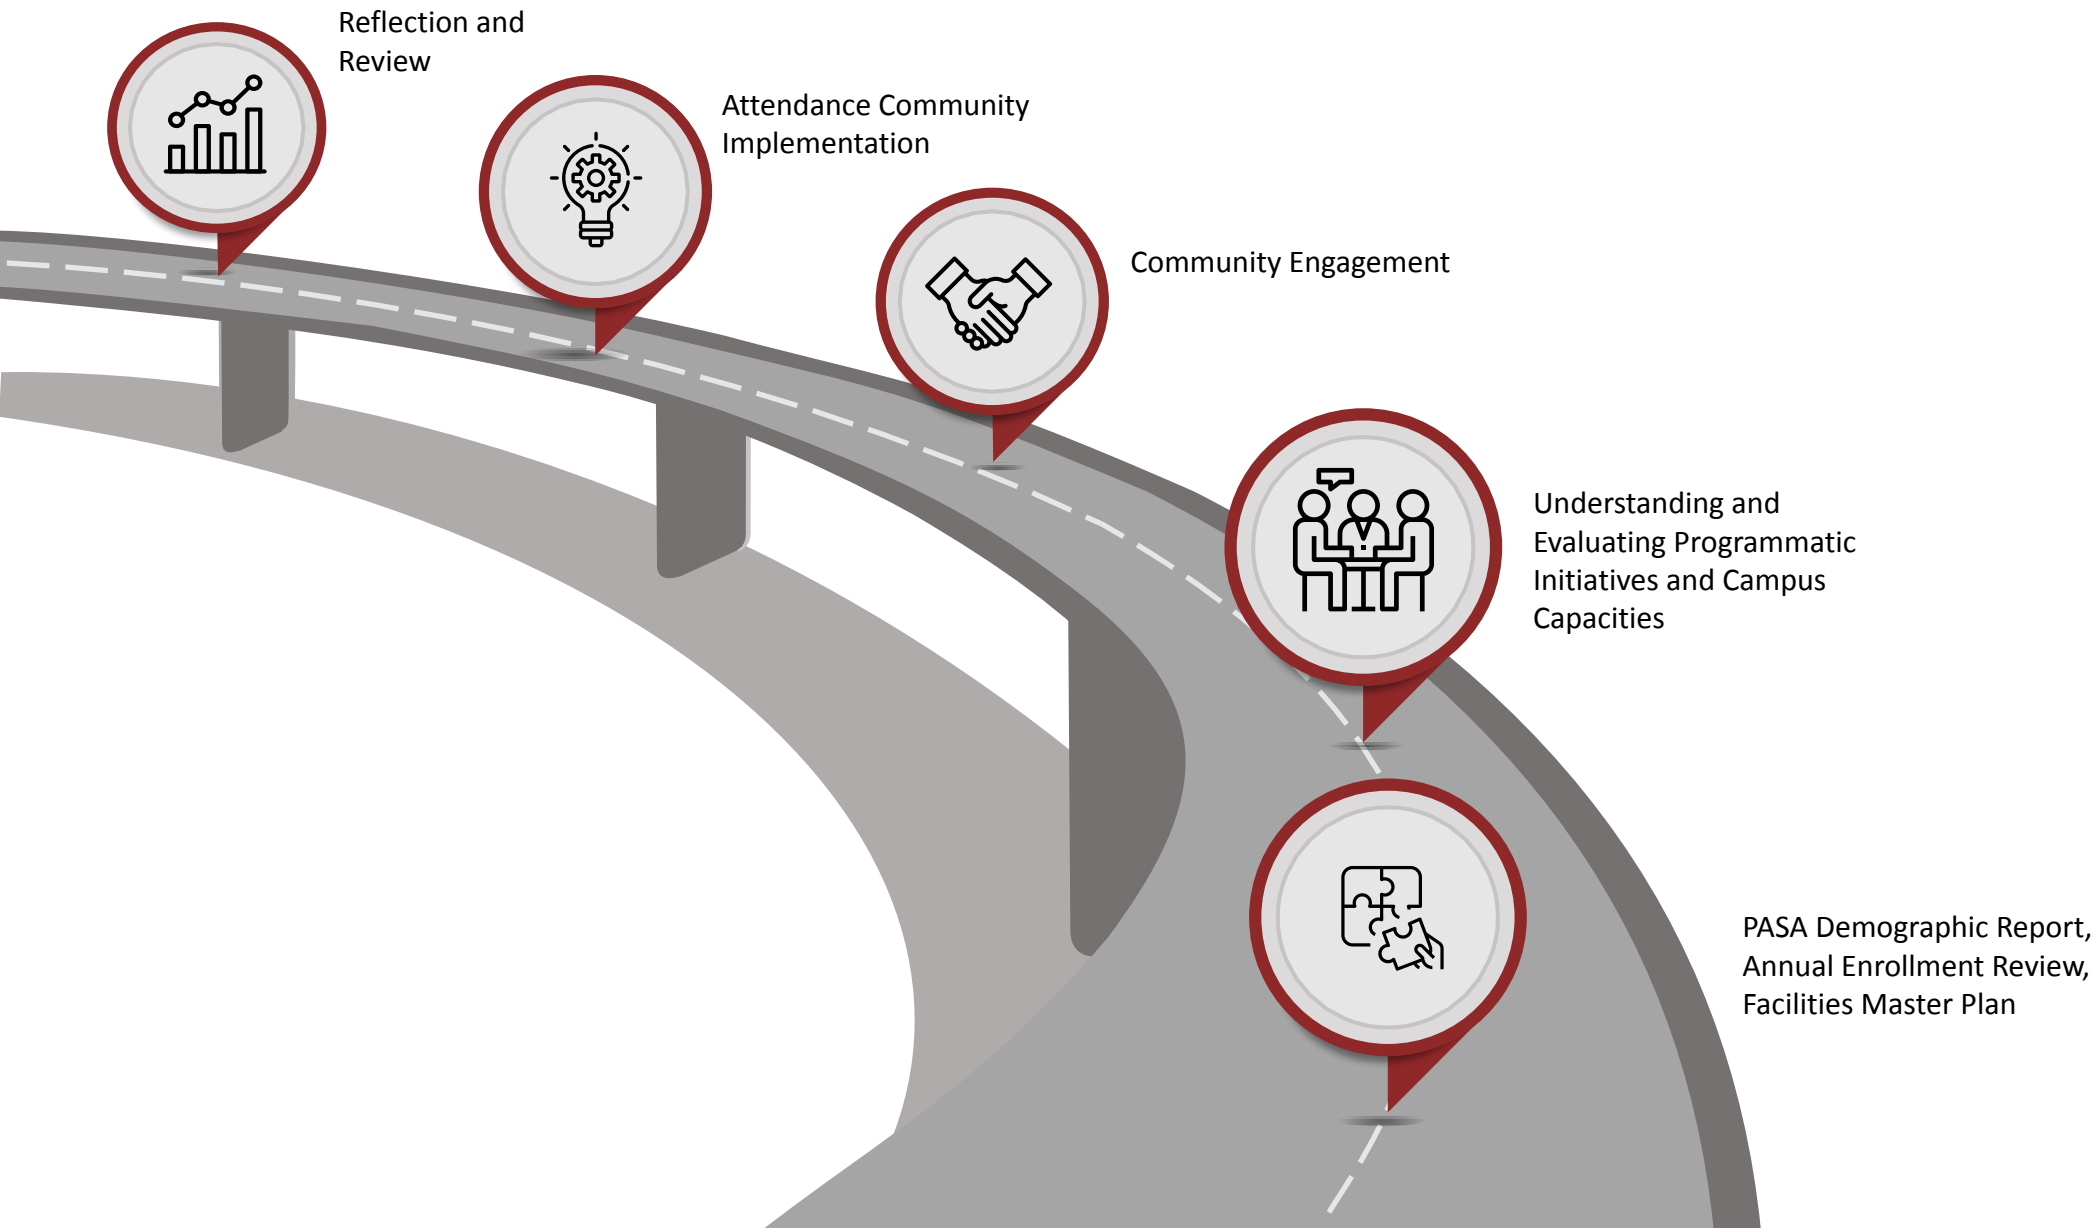 Reflection and
Review
Attendance Community
Implementation
Community Engagement
Understanding and
Evaluating Programmatic
Initiatives and Campus
Capacities
PASA Demographic Report,
Annual Enrollment Review,
Facilities Master Plan